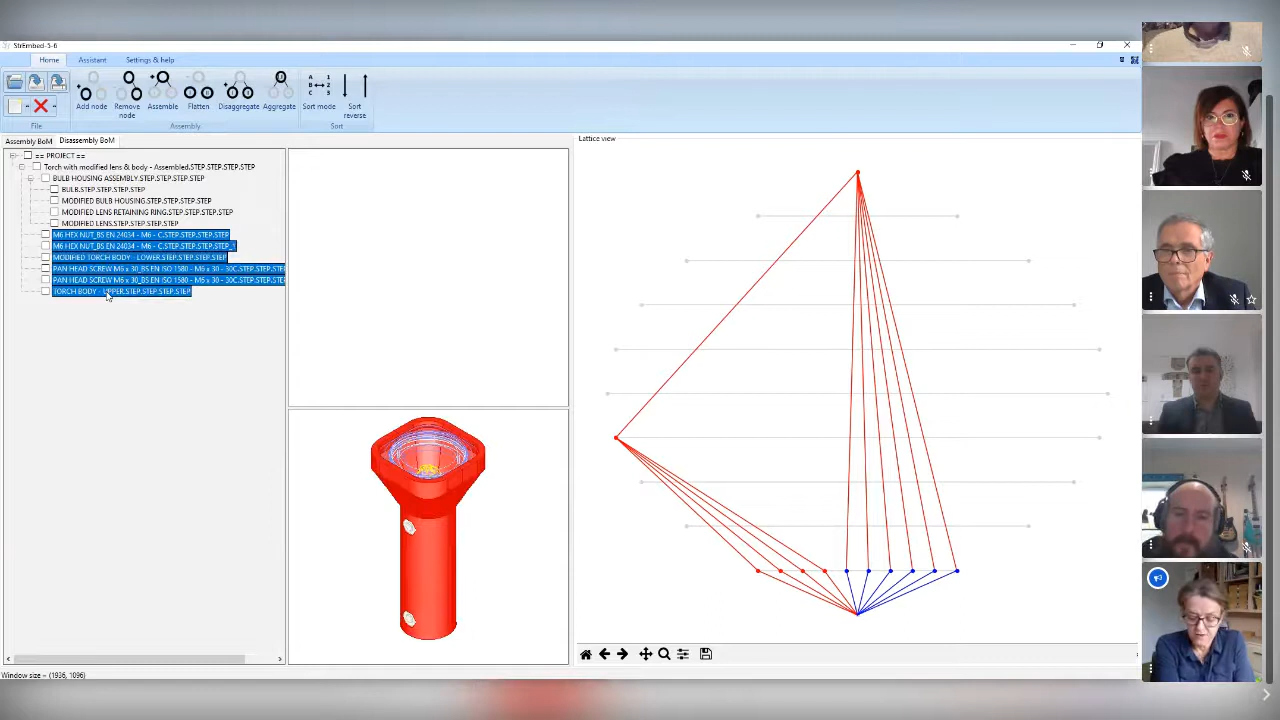 StrEmbed-5-6
Home
Assistant
Settings & help
Add node
Remove node
Assemble
Flatten
Disaggregate
Aggregate
Sort mode
Sort reverse
File
Assembly
Sort
Assembly BoM
Disassembly BoM
Lattice view
== PROJECT ==
Torch with modified lens & body - Assembled.STEP.STEP.STEP.STEP
BULB HOUSING ASSEMBLY.STEP.STEP.STEP.STEP
BULB.STEP.STEP.STEP.STEP
MODIFIED BULB HOUSING.STEP.STEP.STEP.STEP
MODIFIED LENS RETAINING RING.STEP.STEP.STEP.STEP
MODIFIED LENS.STEP.STEP.STEP.STEP
M6 HEX NUT_BS EN 24034 - M6 - C.STEP.STEP.STEP.STEP
M6 HEX NUT_BS EN 24034 - M6 - C.STEP.STEP.STEP.STEP_1
MODIFIED TORCH BODY - LOWER.STEP.STEP.STEP.STEP
PAN HEAD SCREW M6 x 30_BS EN ISO 1580 - M6 x 30 - 30C.STEP.STEP.STE
PAN HEAD SCREW M6 x 30_BS EN ISO 1580 - M6 x 30 - 30C.STEP.STEP.STE
TORCH BODY - UPPER.STEP.STEP.STEP.STEP
Window size = (1936, 1096)